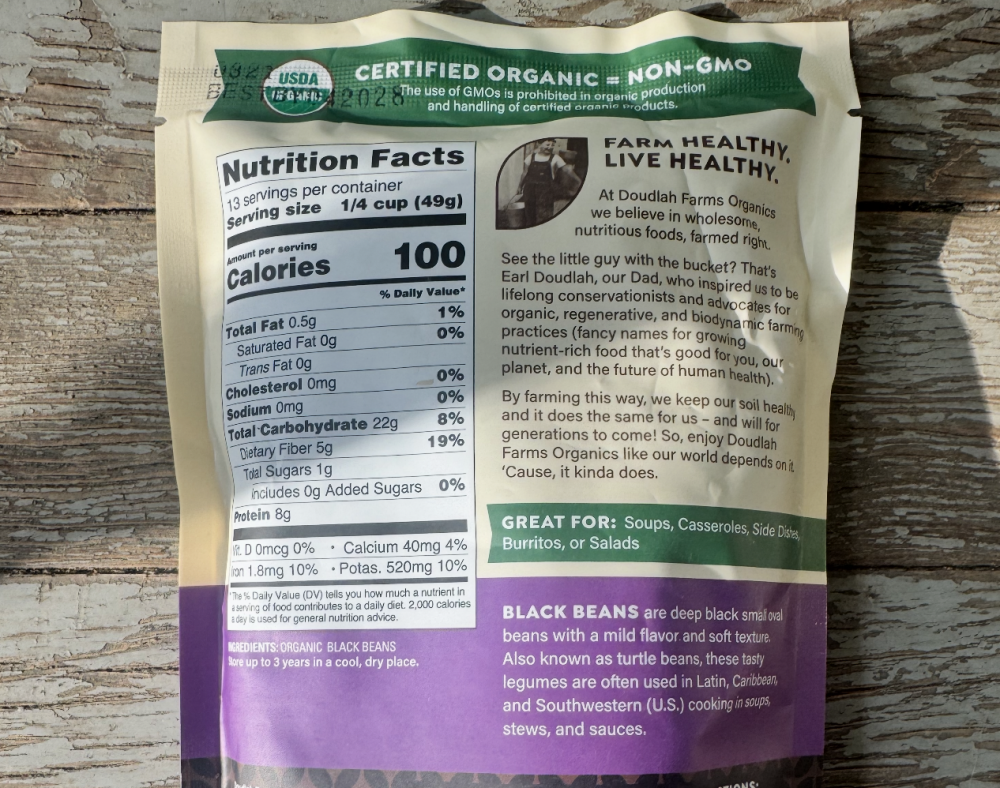 USDA
ORGANIC
CERTIFIED ORGANIC = NON-GMO
The use of GMOs is prohibited in organic production
and handling of certified organic products.
BEST 2028
Nutrition Facts
13 servings per container
Serving size 1/4 cup (49g)
Amount per serving
Calories 100
% Daily Value*
Total Fat 0.5g 1%
Saturated Fat 0g 0%
Trans Fat 0g
Cholesterol 0mg 0%
Sodium 0mg 0%
Total Carbohydrate 22g 8%
Dietary Fiber 5g 19%
Total Sugars 1g
Includes 0g Added Sugars 0%
Protein 8g
Vit. D 0mcg 0% • Calcium 40mg 4%
Iron 1.8mg 10% • Potas. 520mg 10%
*The % Daily Value (DV) tells you how much a nutrient in
a serving of food contributes to a daily diet. 2,000 calories
a day is used for general nutrition advice.
INGREDIENTS: ORGANIC BLACK BEANS
Store up to 3 years in a cool, dry place.
FARM HEALTHY.
LIVE HEALTHY.
At Doudlah Farms Organics
we believe in wholesome,
nutritious foods, farmed right.
See the little guy with the bucket? That's
Earl Doudlah, our Dad, who inspired us to be
lifelong conservationists and advocates for
organic, regenerative, and biodynamic farming
practices (fancy names for growing
nutrient-rich food that's good for you, our
planet, and the future of human health).
By farming this way, we keep our soil healthy
and it does the same for us – and will for
generations to come! So, enjoy Doudlah
Farms Organics like our world depends on it.
'Cause, it kinda does.
GREAT FOR: Soups, Casseroles, Side Dishes,
Burritos, or Salads
BLACK BEANS are deep black small oval
beans with a mild flavor and soft texture.
Also known as turtle beans, these tasty
legumes are often used in Latin, Caribbean,
and Southwestern (U.S.) cooking in soups,
stews, and sauces.